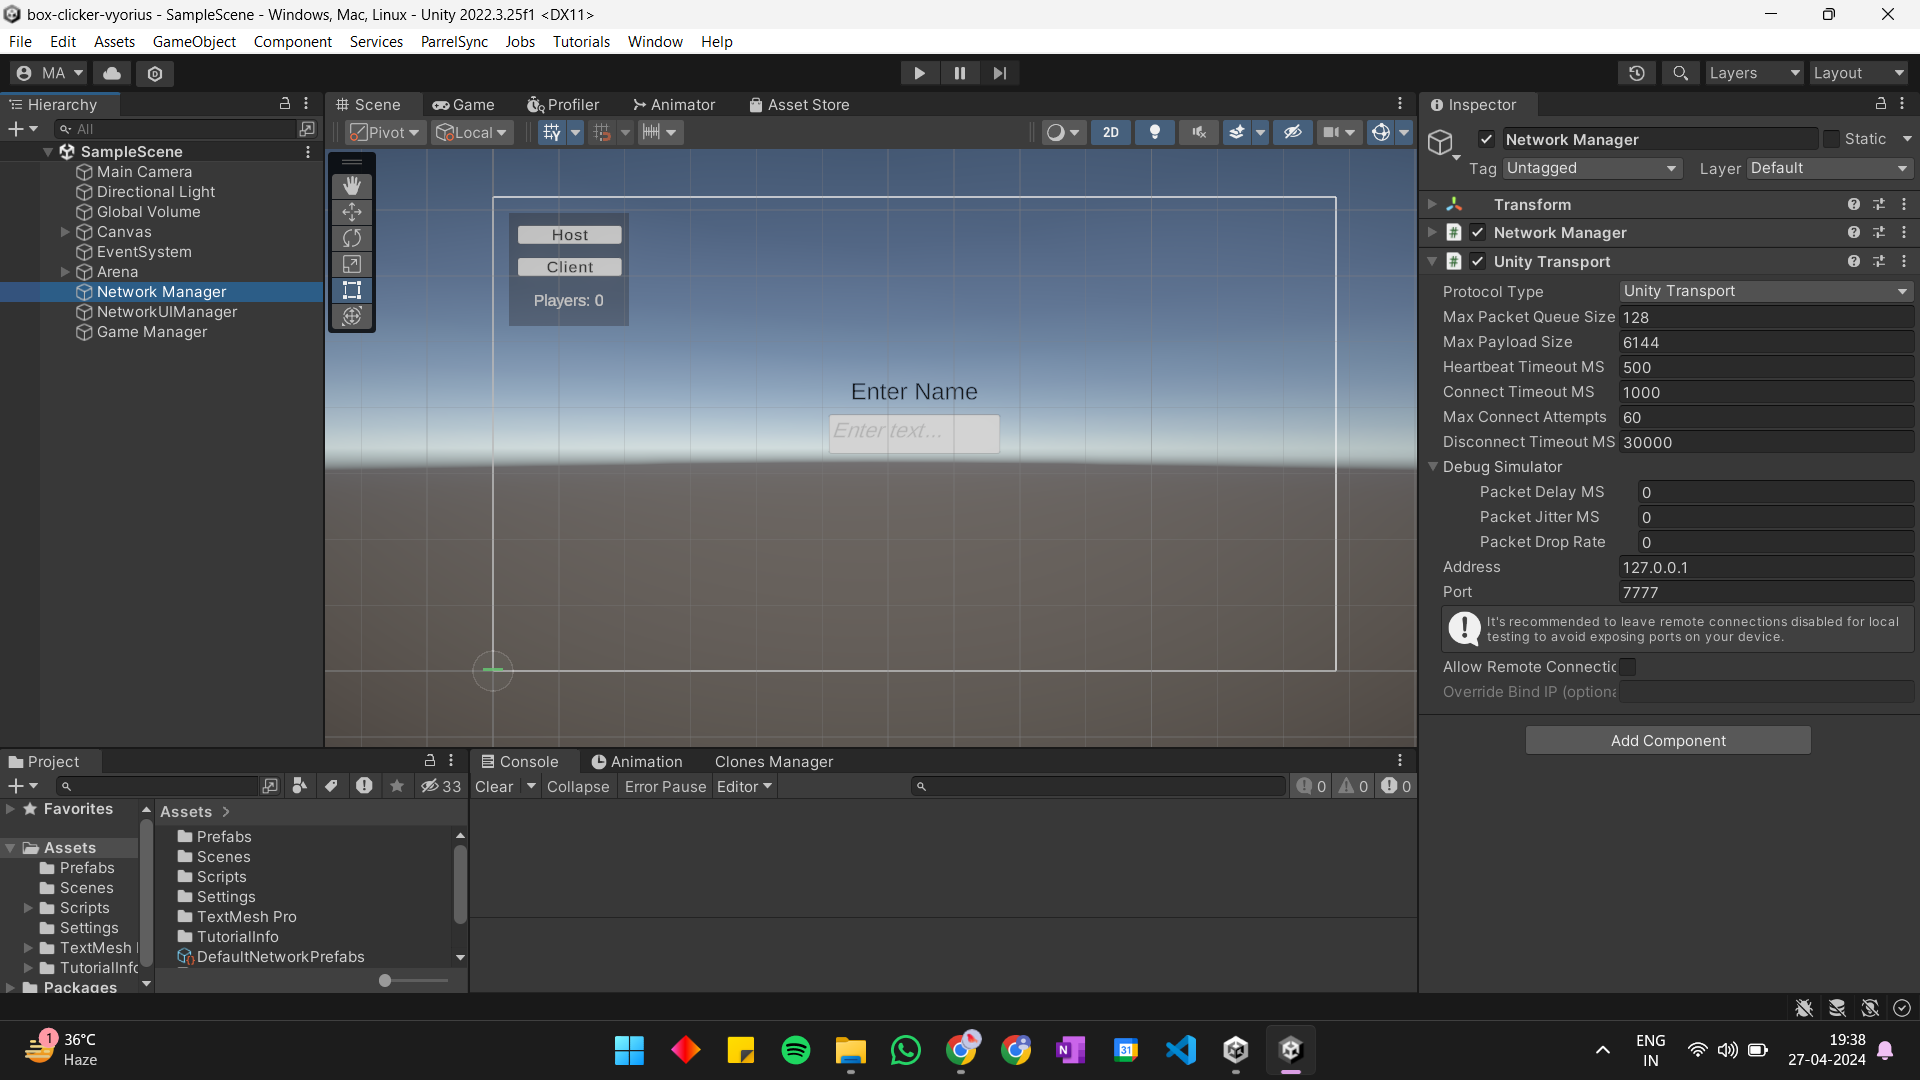 box-clicker-vyorius - SampleScene - Windows, Mac, Linux - Unity 2022.3.25f1 <DX11>
File Edit Assets GameObject Component Services ParrelSync Jobs Tutorials Window Help
MA
Layers
Layout
Hierarchy
All
SampleScene
Main Camera
Directional Light
Global Volume
Canvas
EventSystem
Arena
Network Manager
NetworkUIManager
Game Manager
Scene Game Profiler Animator Asset Store
Pivot Local
2D
Host
Client
Players: 0
Enter Name
Enter text...
Inspector
Network Manager Static
Tag Untagged Layer Default
Transform
Network Manager
Unity Transport
Protocol Type Unity Transport
Max Packet Queue Size 128
Max Payload Size 6144
Heartbeat Timeout MS 500
Connect Timeout MS 1000
Max Connect Attempts 60
Disconnect Timeout MS 30000
Debug Simulator
Packet Delay MS 0
Packet Jitter MS 0
Packet Drop Rate 0
Address 127.0.0.1
Port 7777
It's recommended to leave remote connections disabled for local
testing to avoid exposing ports on your device.
Allow Remote Connectic
Override Bind IP (optiona
Add Component
Project
33
Favorites
Assets
Prefabs
Scenes
Scripts
Settings
TextMesh
TutorialInfo
Packages
Assets >
Prefabs
Scenes
Scripts
Settings
TextMesh Pro
TutorialInfo
DefaultNetworkPrefabs
Console Animation Clones Manager
Clear Collapse Error Pause Editor
0 0 0
1
36°C
Haze
31
N
ENG
IN
19:38
27-04-2024